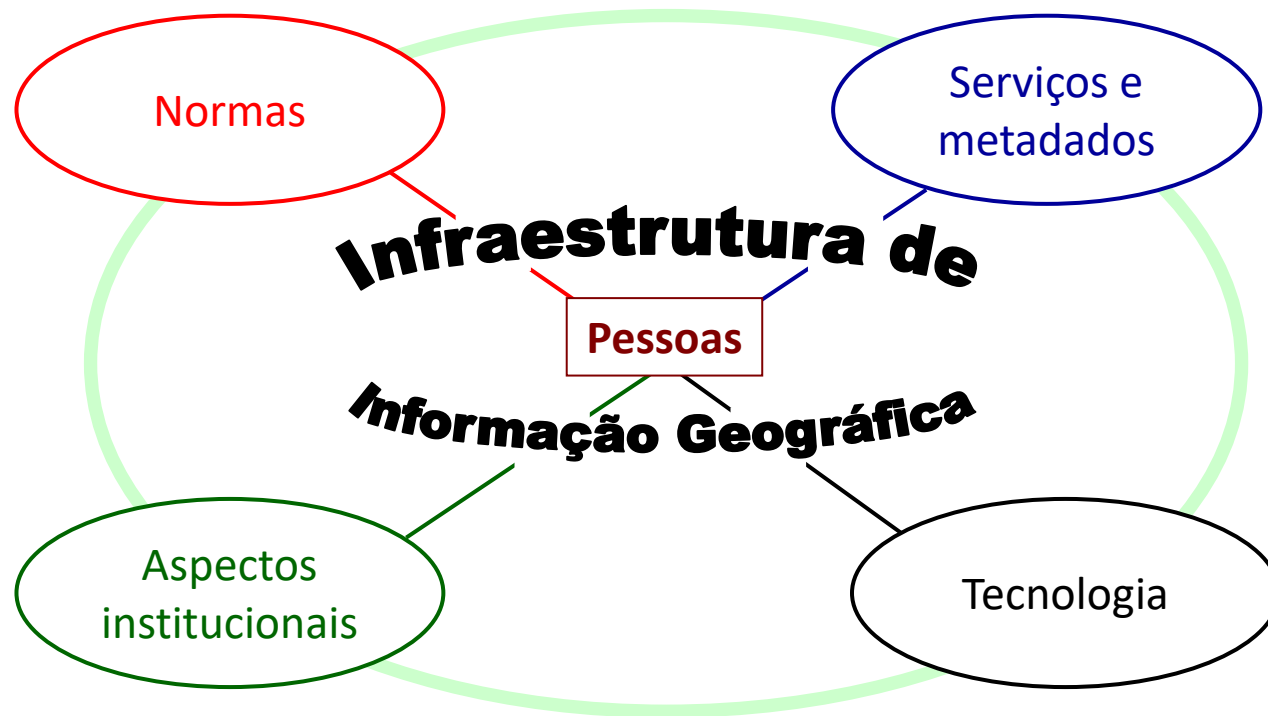 Normas
Serviços e
metadados
Infraestrutura de
Pessoas
Informação Geográfica
Aspectos
institucionais
Tecnologia